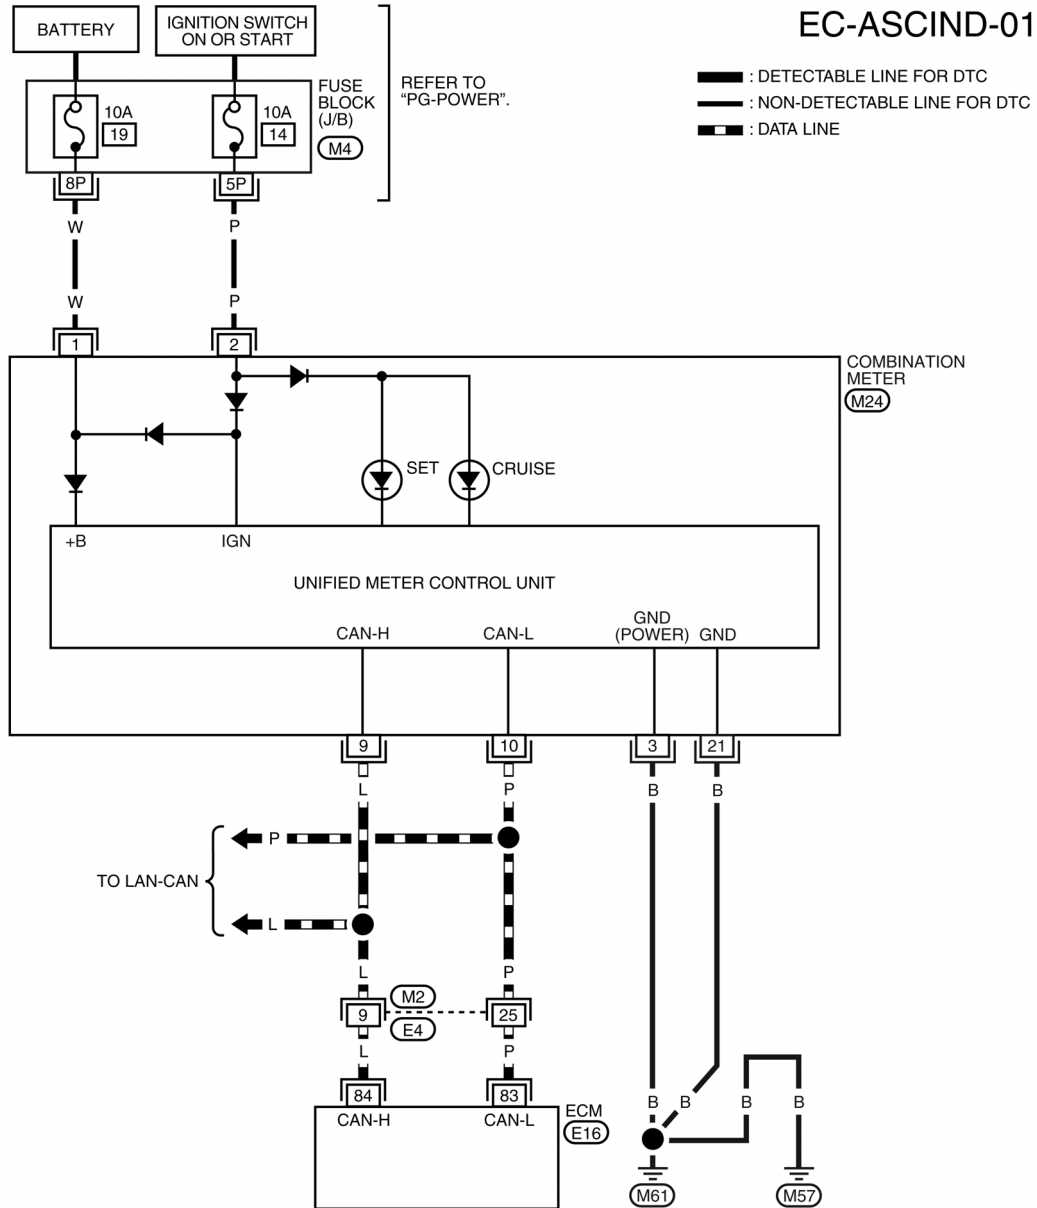 EC-ASCIND-01
BATTERY
IGNITION SWITCH
ON OR START
: DETECTABLE LINE FOR DTC
: NON-DETECTABLE LINE FOR DTC
: DATA LINE
10A
19
10A
14
FUSE
BLOCK
(J/B)
M4
REFER TO
“PG-POWER”.
8P
5P
W
P
W
P
1
2
COMBINATION
METER
M24
SET
CRUISE
+B
IGN
UNIFIED METER CONTROL UNIT
CAN-H
CAN-L
GND
(POWER)
GND
9
10
3
21
L
P
B
B
P
TO LAN-CAN
L
L
P
M2
9
25
E4
L
P
84
83
CAN-H
CAN-L
ECM
E16
B
B
B
B
M61
M57